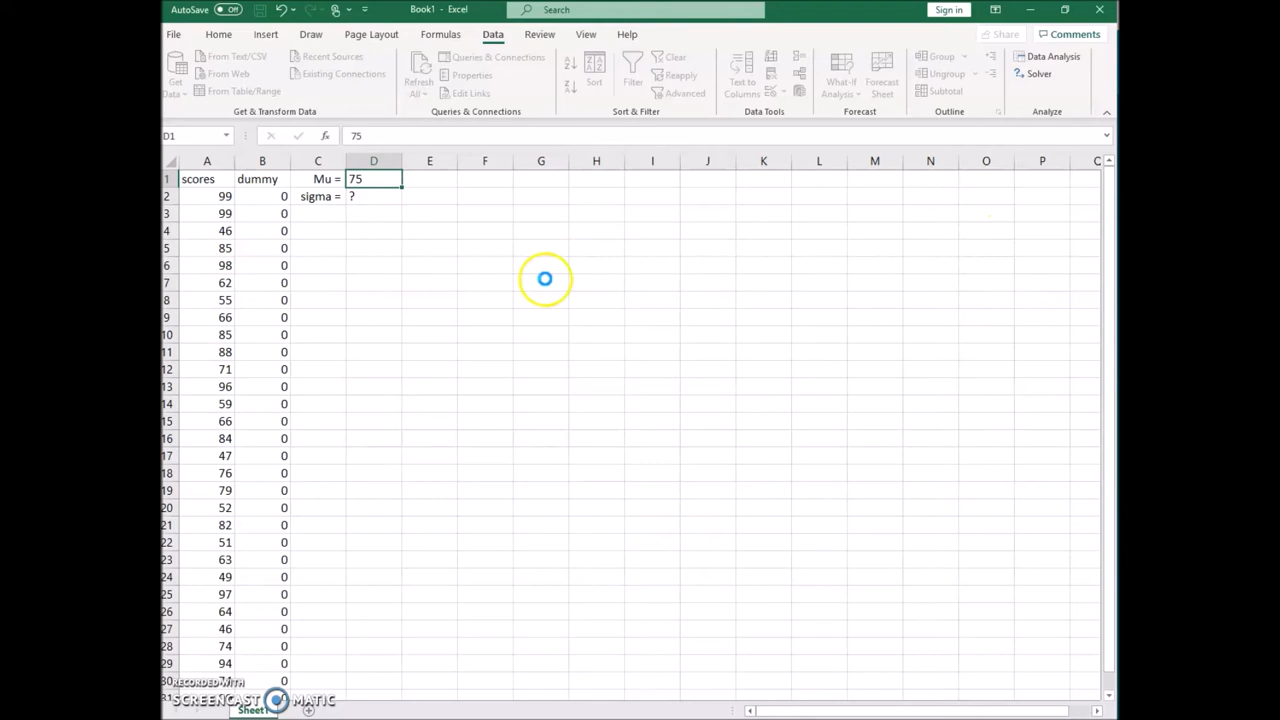 AutoSave Off Book1 - Excel Search Sign in
File Home Insert Draw Page Layout Formulas Data Review View Help Share Comments
Get Data From Text/CSV From Web From Table/Range Recent Sources Existing Connections
Refresh All Queries & Connections Properties Edit Links
Sort Filter Clear Reapply Advanced
Text to Columns What-If Analysis Forecast Sheet
Group Ungroup Subtotal Data Analysis Solver
Get & Transform Data Queries & Connections Sort & Filter Data Tools Forecast Outline Analyze
D1 fx 75
A B C D E F G H I J K L M N O P
1 scores dummy Mu = 75
2 99 0 sigma = ?
3 99 0
4 46 0
5 85 0
6 98 0
7 62 0
8 55 0
9 66 0
10 85 0
11 88 0
12 71 0
13 96 0
14 59 0
15 66 0
16 84 0
17 47 0
18 76 0
19 79 0
20 52 0
21 82 0
22 51 0
23 63 0
24 49 0
25 97 0
26 64 0
27 46 0
28 74 0
29 94 0
30 0
RECORDED WITH
SCREENCAST MATIC
Sheet1